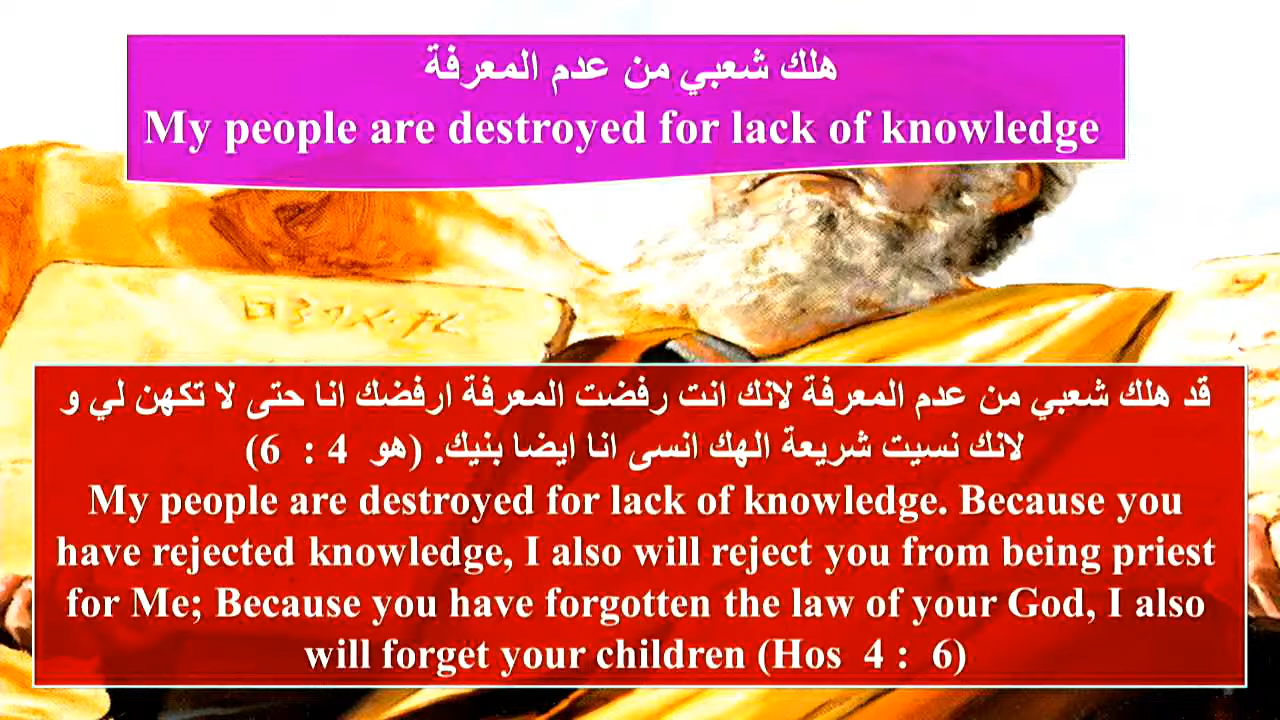 هلك شعبي من عدم المعرفة
My people are destroyed for lack of knowledge
قد هلك شعبي من عدم المعرفة لانك انت رفضت المعرفة ارفضك انا حتى لا تكهن لي و
لانك نسيت شريعة الهك انسى انا ايضا بنيك. (هو 4 : 6)
My people are destroyed for lack of knowledge. Because you
have rejected knowledge, I also will reject you from being priest
for Me; Because you have forgotten the law of your God, I also
will forget your children (Hos 4 : 6)